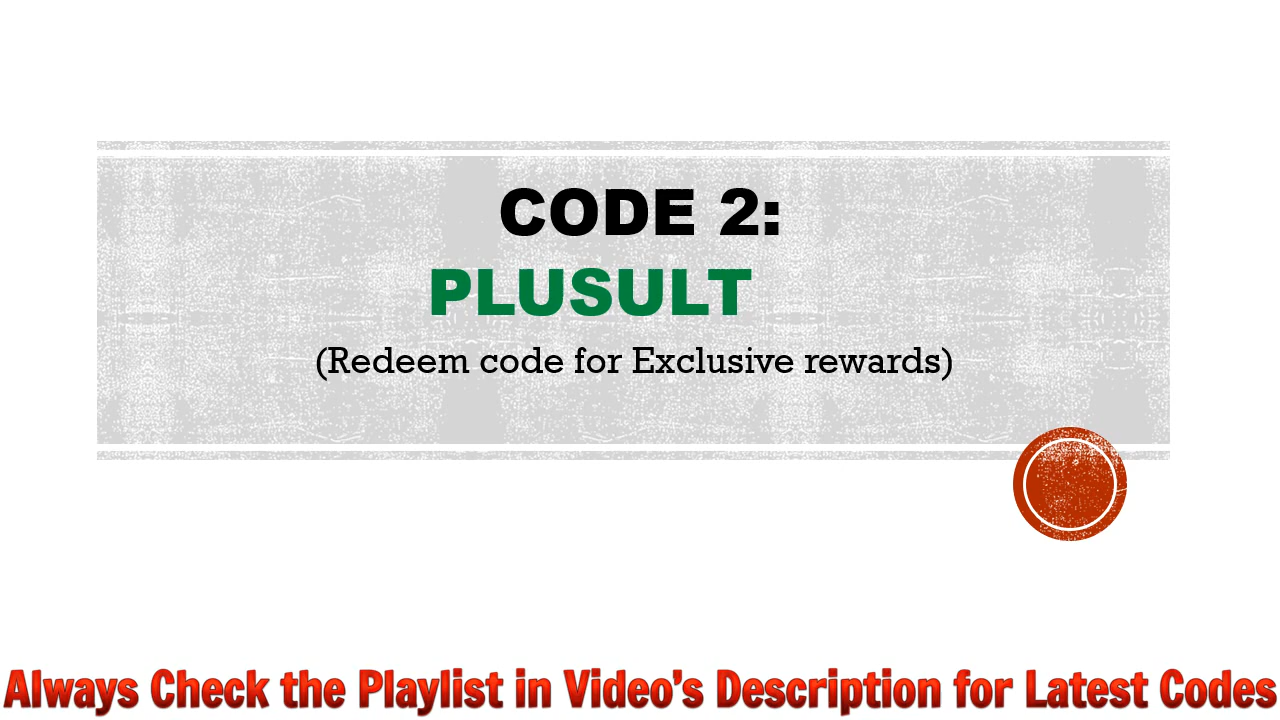 CODE 2:
PLUSULT
(Redeem code for Exclusive rewards)
Always Check the Playlist in Video's Description for Latest Codes